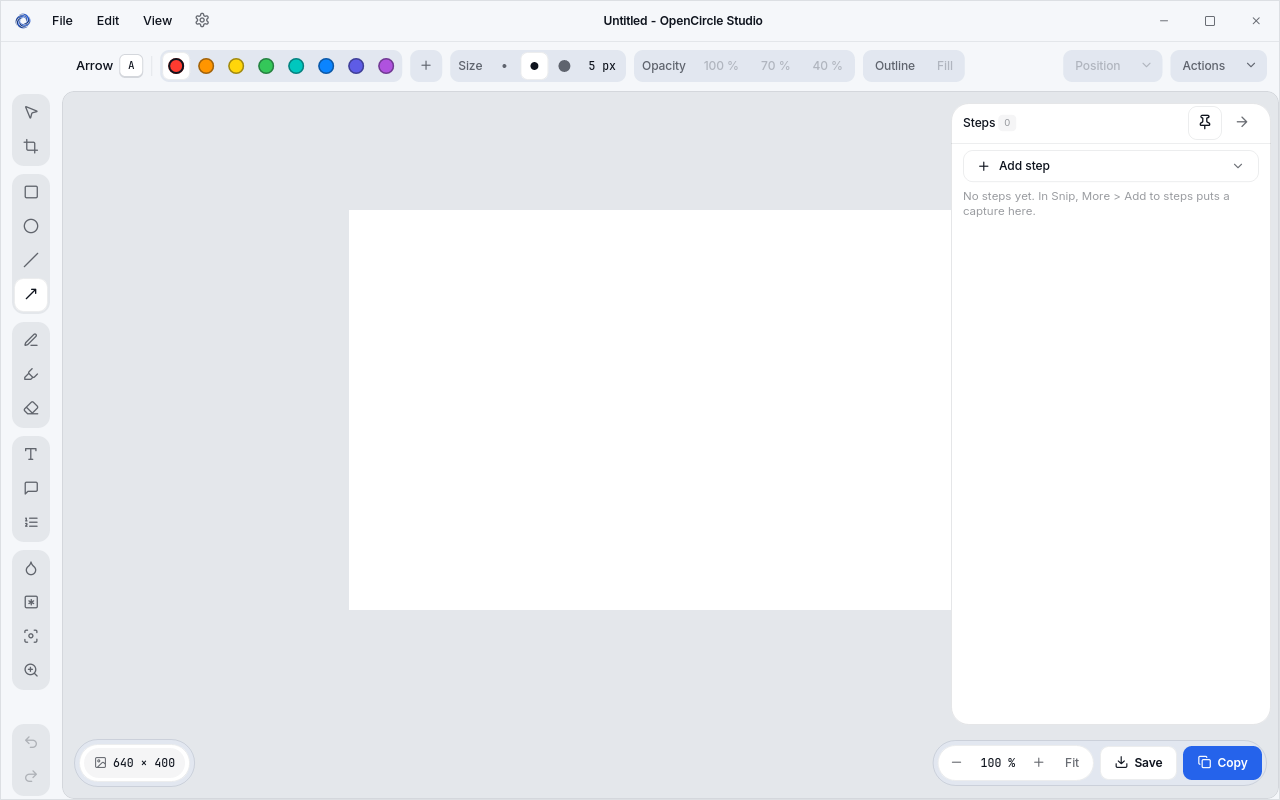 File Edit View Untitled - OpenCircle Studio
Arrow A Size 5 px Opacity 100 % 70 % 40 % Outline Fill Position Actions
Steps 0
Add step
No steps yet. In Snip, More > Add to steps puts a
capture here.
640 × 400 100 % Fit Save Copy